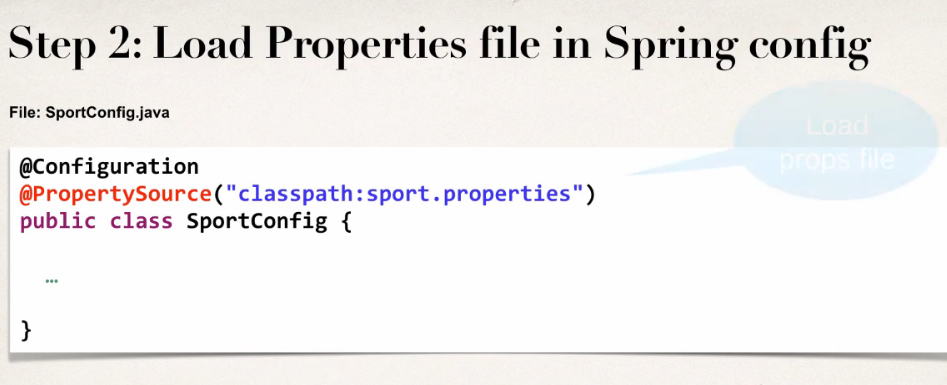 Step 2: Load Properties file in Spring config
File: SportConfig.java
Load
props file
@Configuration
@PropertySource("classpath:sport.properties")
public class SportConfig {
…
}